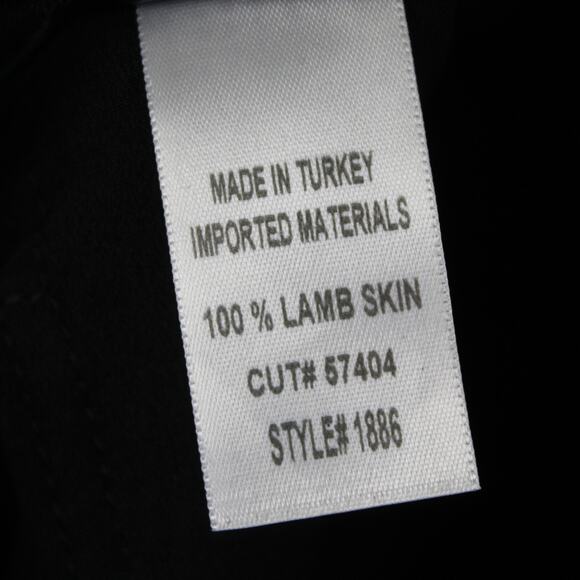 MADE IN TURKEY
IMPORTED MATERIALS
100 % LAMB SKIN
CUT# 57404
STYLE# 1886